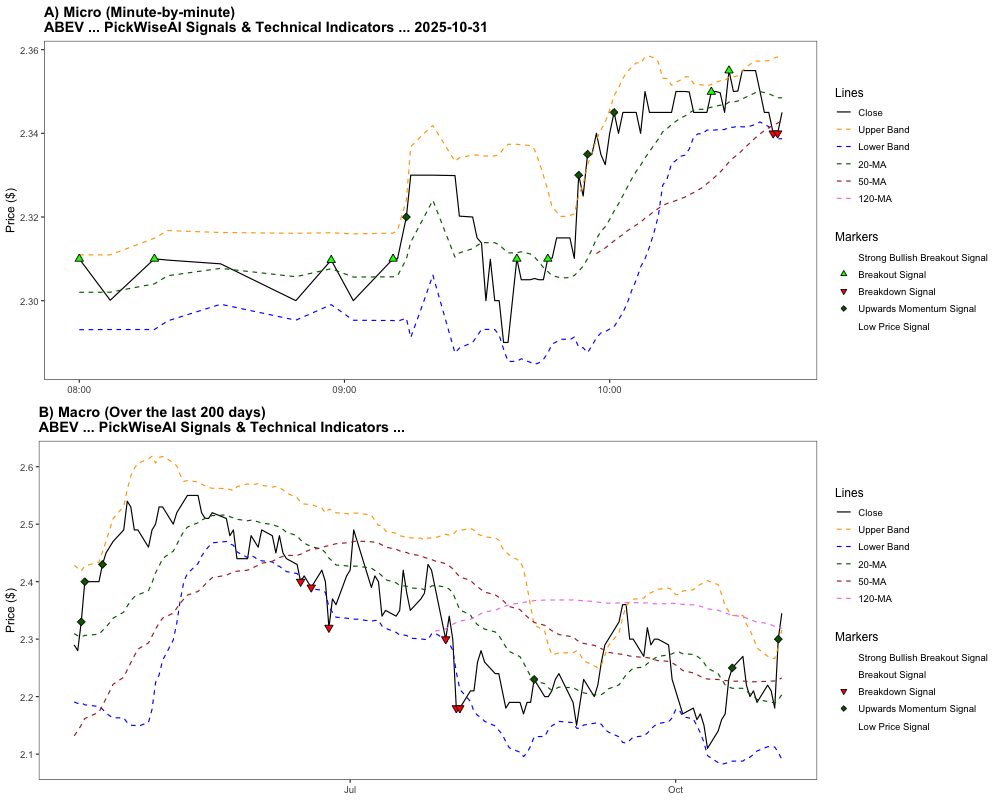 A) Micro (Minute-by-minute)
ABEV ... PickWiseAI Signals & Technical Indicators ... 2025-10-31
2.36
2.34
2.32
2.30
Price ($)
08:00
09:00
10:00
Lines
Close
Upper Band
Lower Band
20-MA
50-MA
120-MA
Markers
Strong Bullish Breakout Signal
Breakout Signal
Breakdown Signal
Upwards Momentum Signal
Low Price Signal
B) Macro (Over the last 200 days)
ABEV ... PickWiseAI Signals & Technical Indicators ...
2.6
2.5
2.4
2.3
2.2
2.1
Price ($)
Jul
Oct
Lines
Close
Upper Band
Lower Band
20-MA
50-MA
120-MA
Markers
Strong Bullish Breakout Signal
Breakout Signal
Breakdown Signal
Upwards Momentum Signal
Low Price Signal